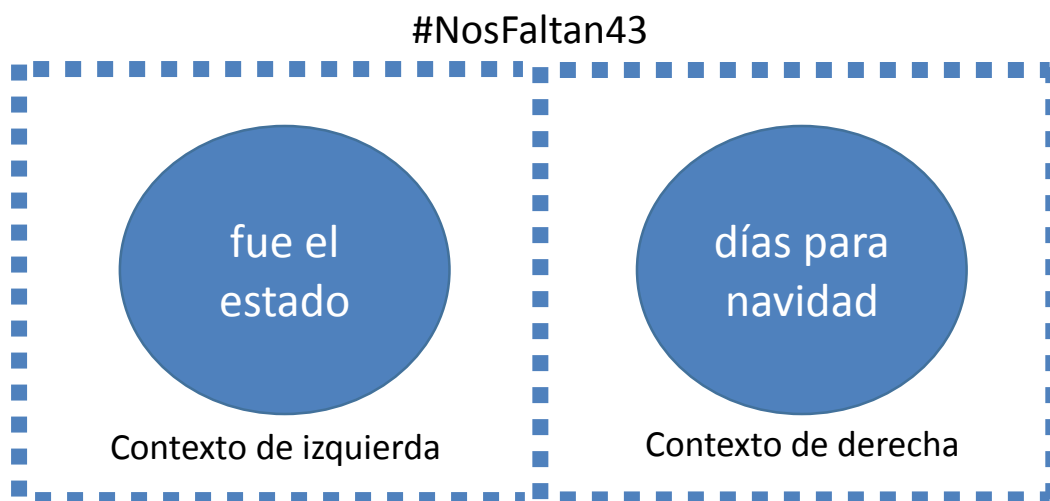 #NosFaltan43
fue el
estado
Contexto de izquierda
días para
navidad
Contexto de derecha